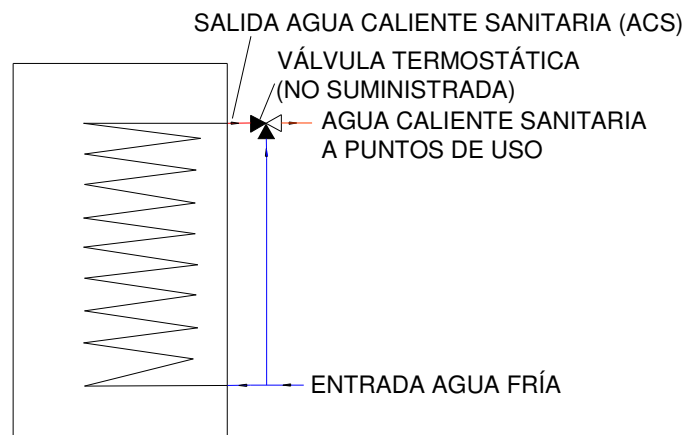 SALIDA AGUA CALIENTE SANITARIA (ACS)
VÁLVULA TERMOSTÁTICA
(NO SUMINISTRADA)
AGUA CALIENTE SANITARIA
A PUNTOS DE USO
ENTRADA AGUA FRÍA